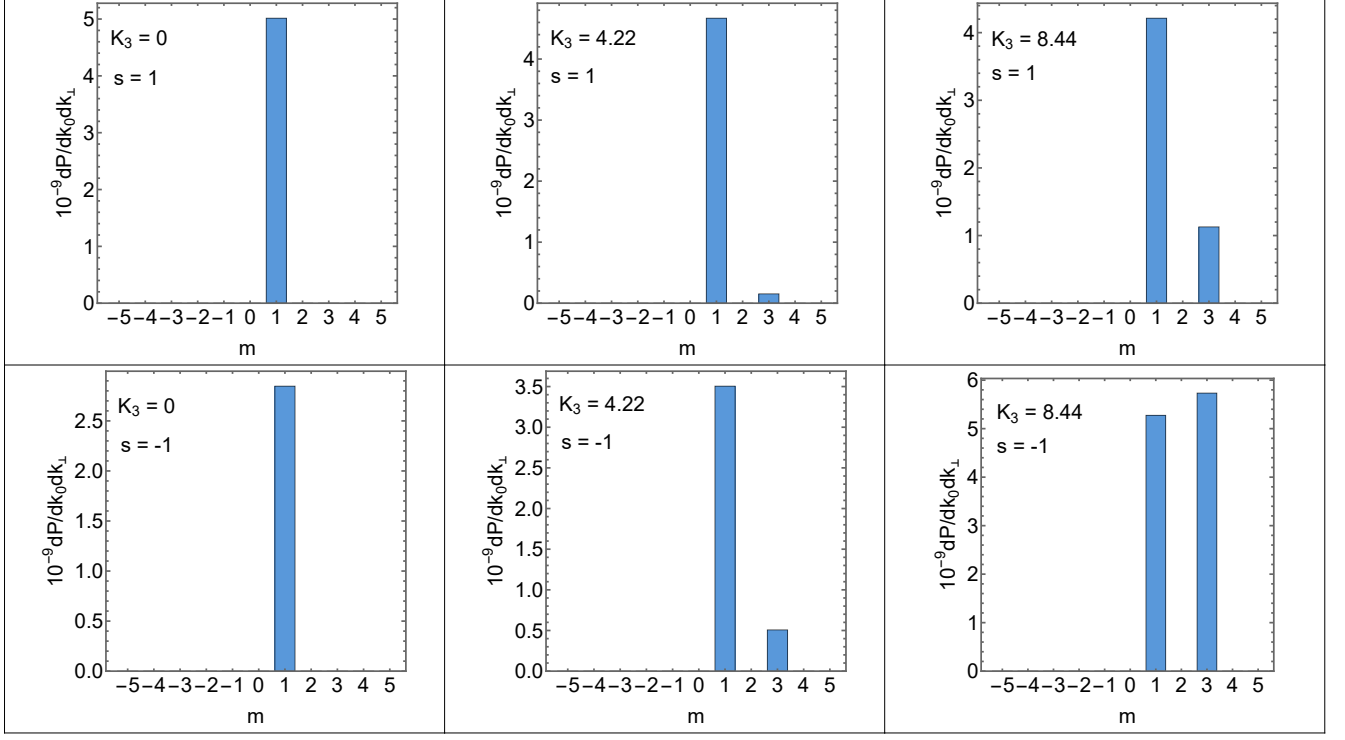 5
4
3
2
1
0
10⁻⁹dP/dk₀dk⊥
K₃ = 0
s = 1
−5−4−3−2−1 0 1 2 3 4 5
m
4
3
2
1
0
10⁻⁹dP/dk₀dk⊥
K₃ = 4.22
s = 1
−5−4−3−2−1 0 1 2 3 4 5
m
4
3
2
1
0
10⁻⁹dP/dk₀dk⊥
K₃ = 8.44
s = 1
−5−4−3−2−1 0 1 2 3 4 5
m
2.5
2.0
1.5
1.0
0.5
0.0
10⁻⁹dP/dk₀dk⊥
K₃ = 0
s = -1
−5−4−3−2−1 0 1 2 3 4 5
m
3.5
3.0
2.5
2.0
1.5
1.0
0.5
0.0
10⁻⁹dP/dk₀dk⊥
K₃ = 4.22
s = -1
−5−4−3−2−1 0 1 2 3 4 5
m
6
5
4
3
2
1
0
10⁻⁹dP/dk₀dk⊥
K₃ = 8.44
s = -1
−5−4−3−2−1 0 1 2 3 4 5
m